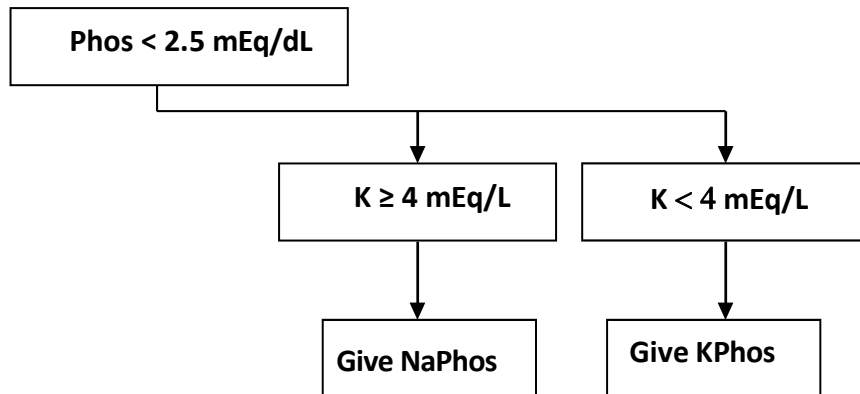 Phos < 2.5 mEq/dL
K ≥ 4 mEq/L
K < 4 mEq/L
Give NaPhos
Give KPhos